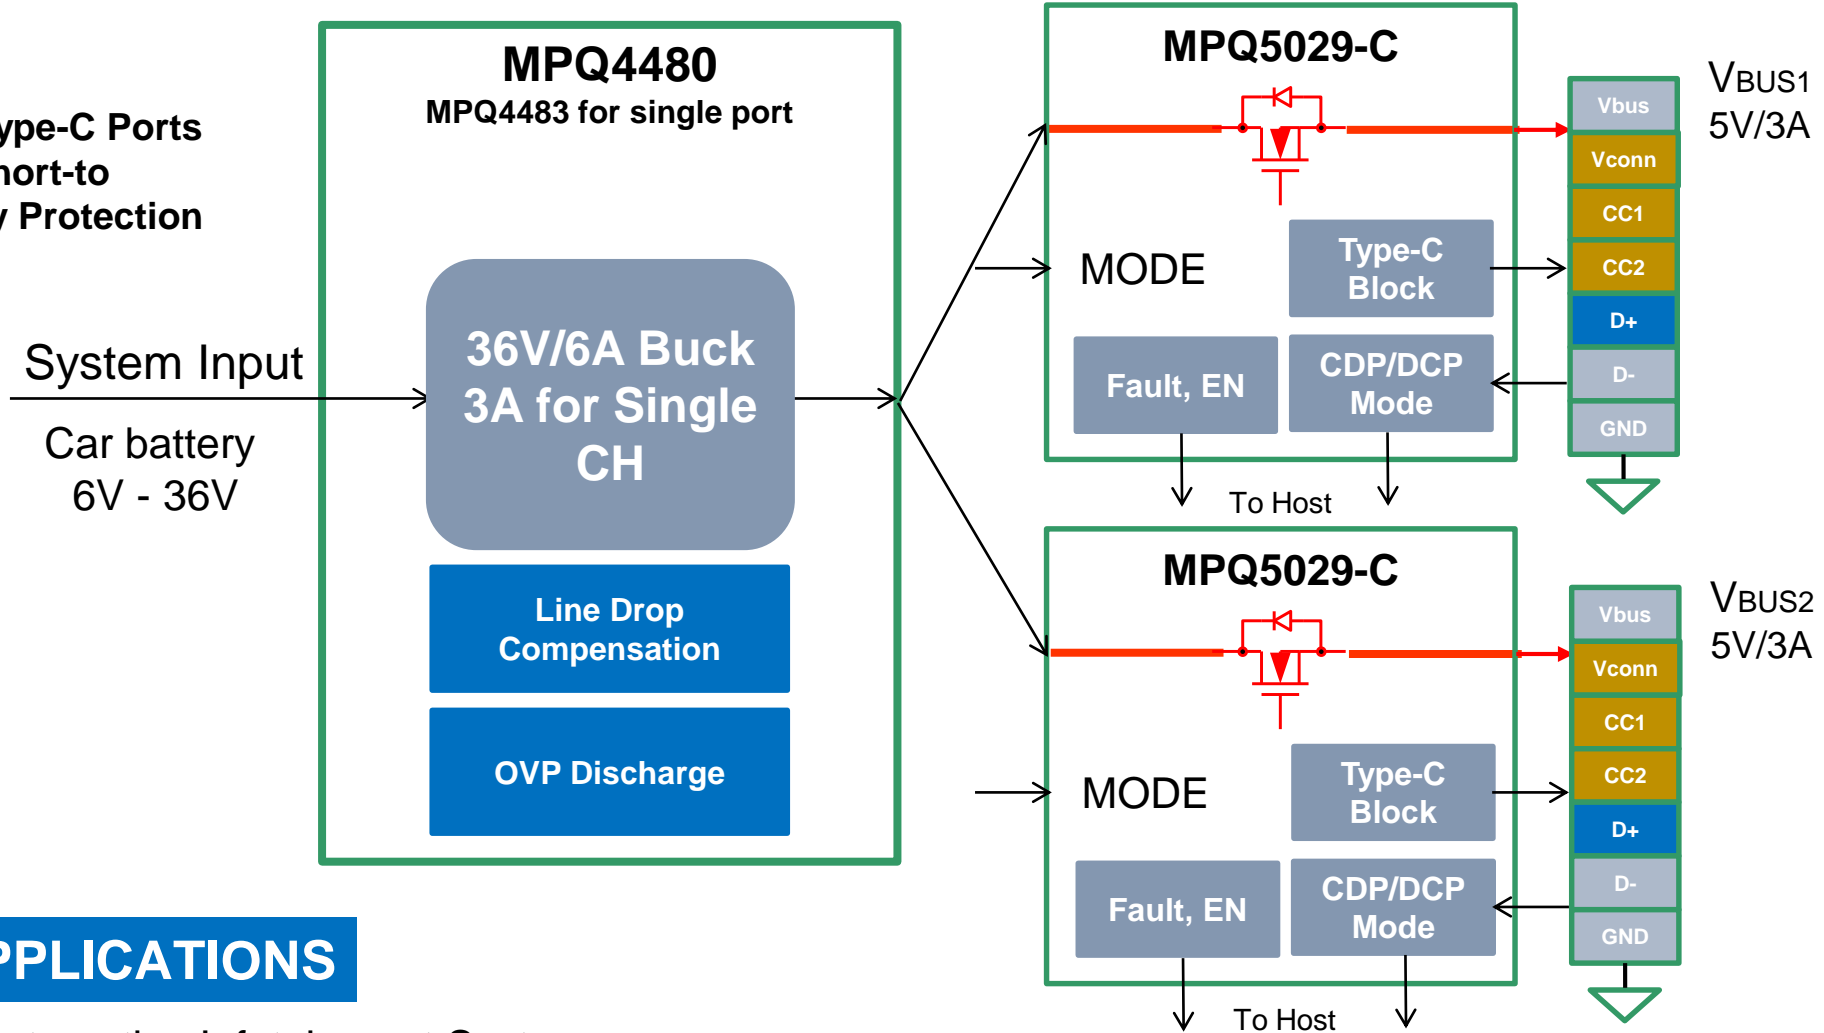 MPQ4480
MPQ4483 for single port
ype-C Ports
hort-to
y Protection
System Input
Car battery
6V - 36V
36V/6A Buck
3A for Single
CH
Line Drop
Compensation
OVP Discharge
MPQ5029-C
MODE
Type-C
Block
Fault, EN
CDP/DCP
Mode
To Host
Vbus
Vconn
CC1
CC2
D+
D-
GND
VBUS1
5V/3A
MPQ5029-C
MODE
Type-C
Block
Fault, EN
CDP/DCP
Mode
To Host
Vbus
Vconn
CC1
CC2
D+
D-
GND
VBUS2
5V/3A
PPLICATIONS